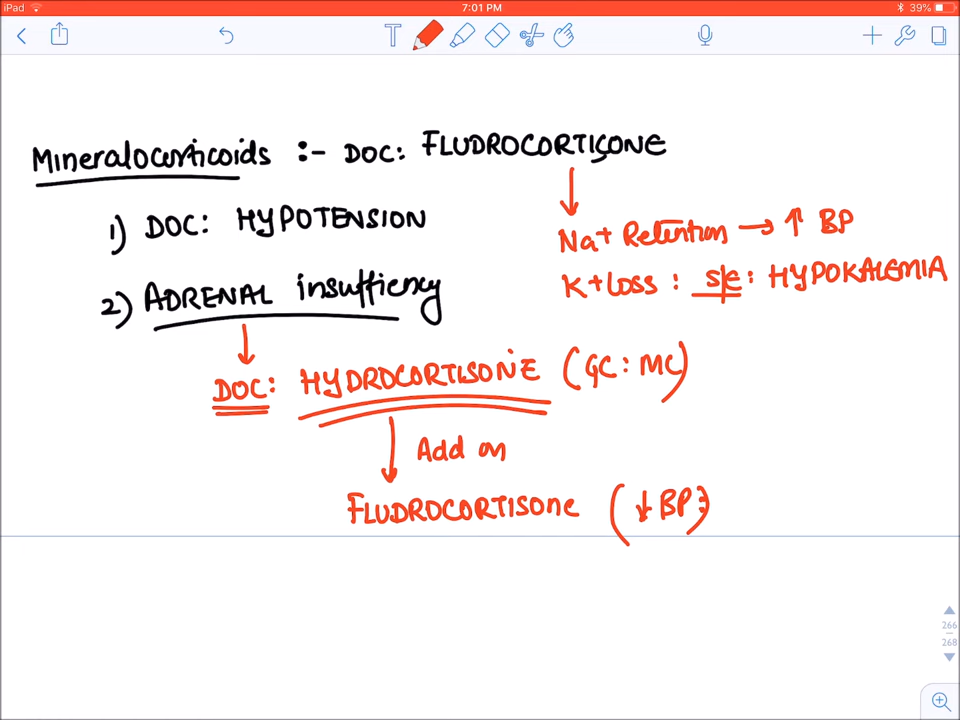 iPad 7:01 PM 39%
T
Mineralocorticoids :- DOC: FLUDROCORTISONE
1) DOC: HYPOTENSION
Na+ Retention → ↑ BP
2) ADRENAL insufficiency
K+ Loss : S/E : HYPOKALEMIA
DOC: HYDROCORTISONE (GC : MC)
Add on
FLUDROCORTISONE (↓ BP)
266
268